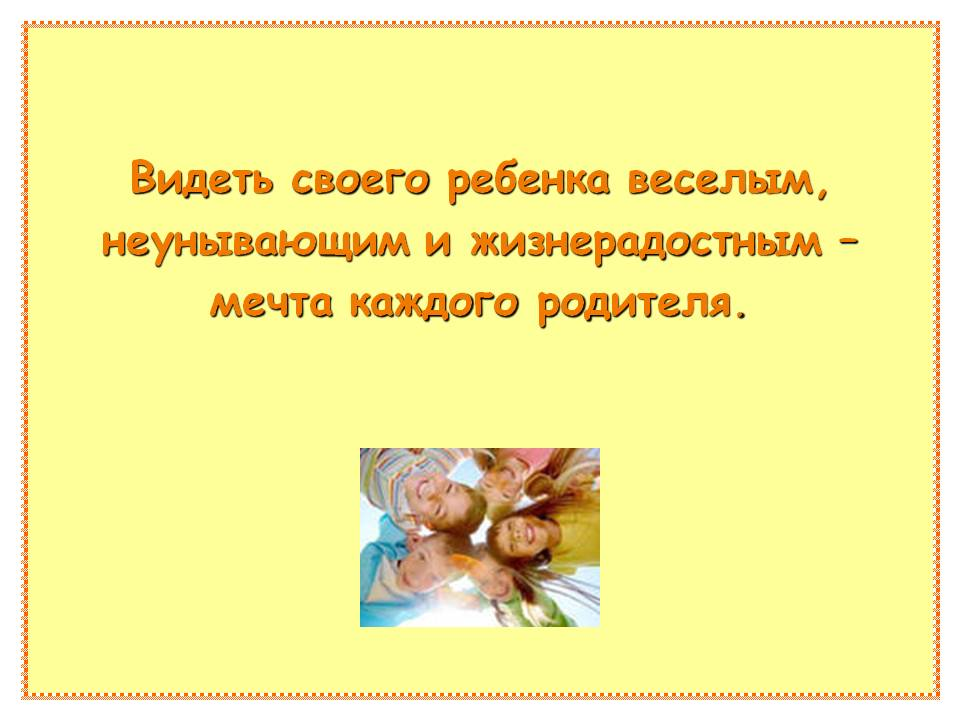 Видеть своего ребенка веселым,
неунывающим и жизнерадостным –
мечта каждого родителя.